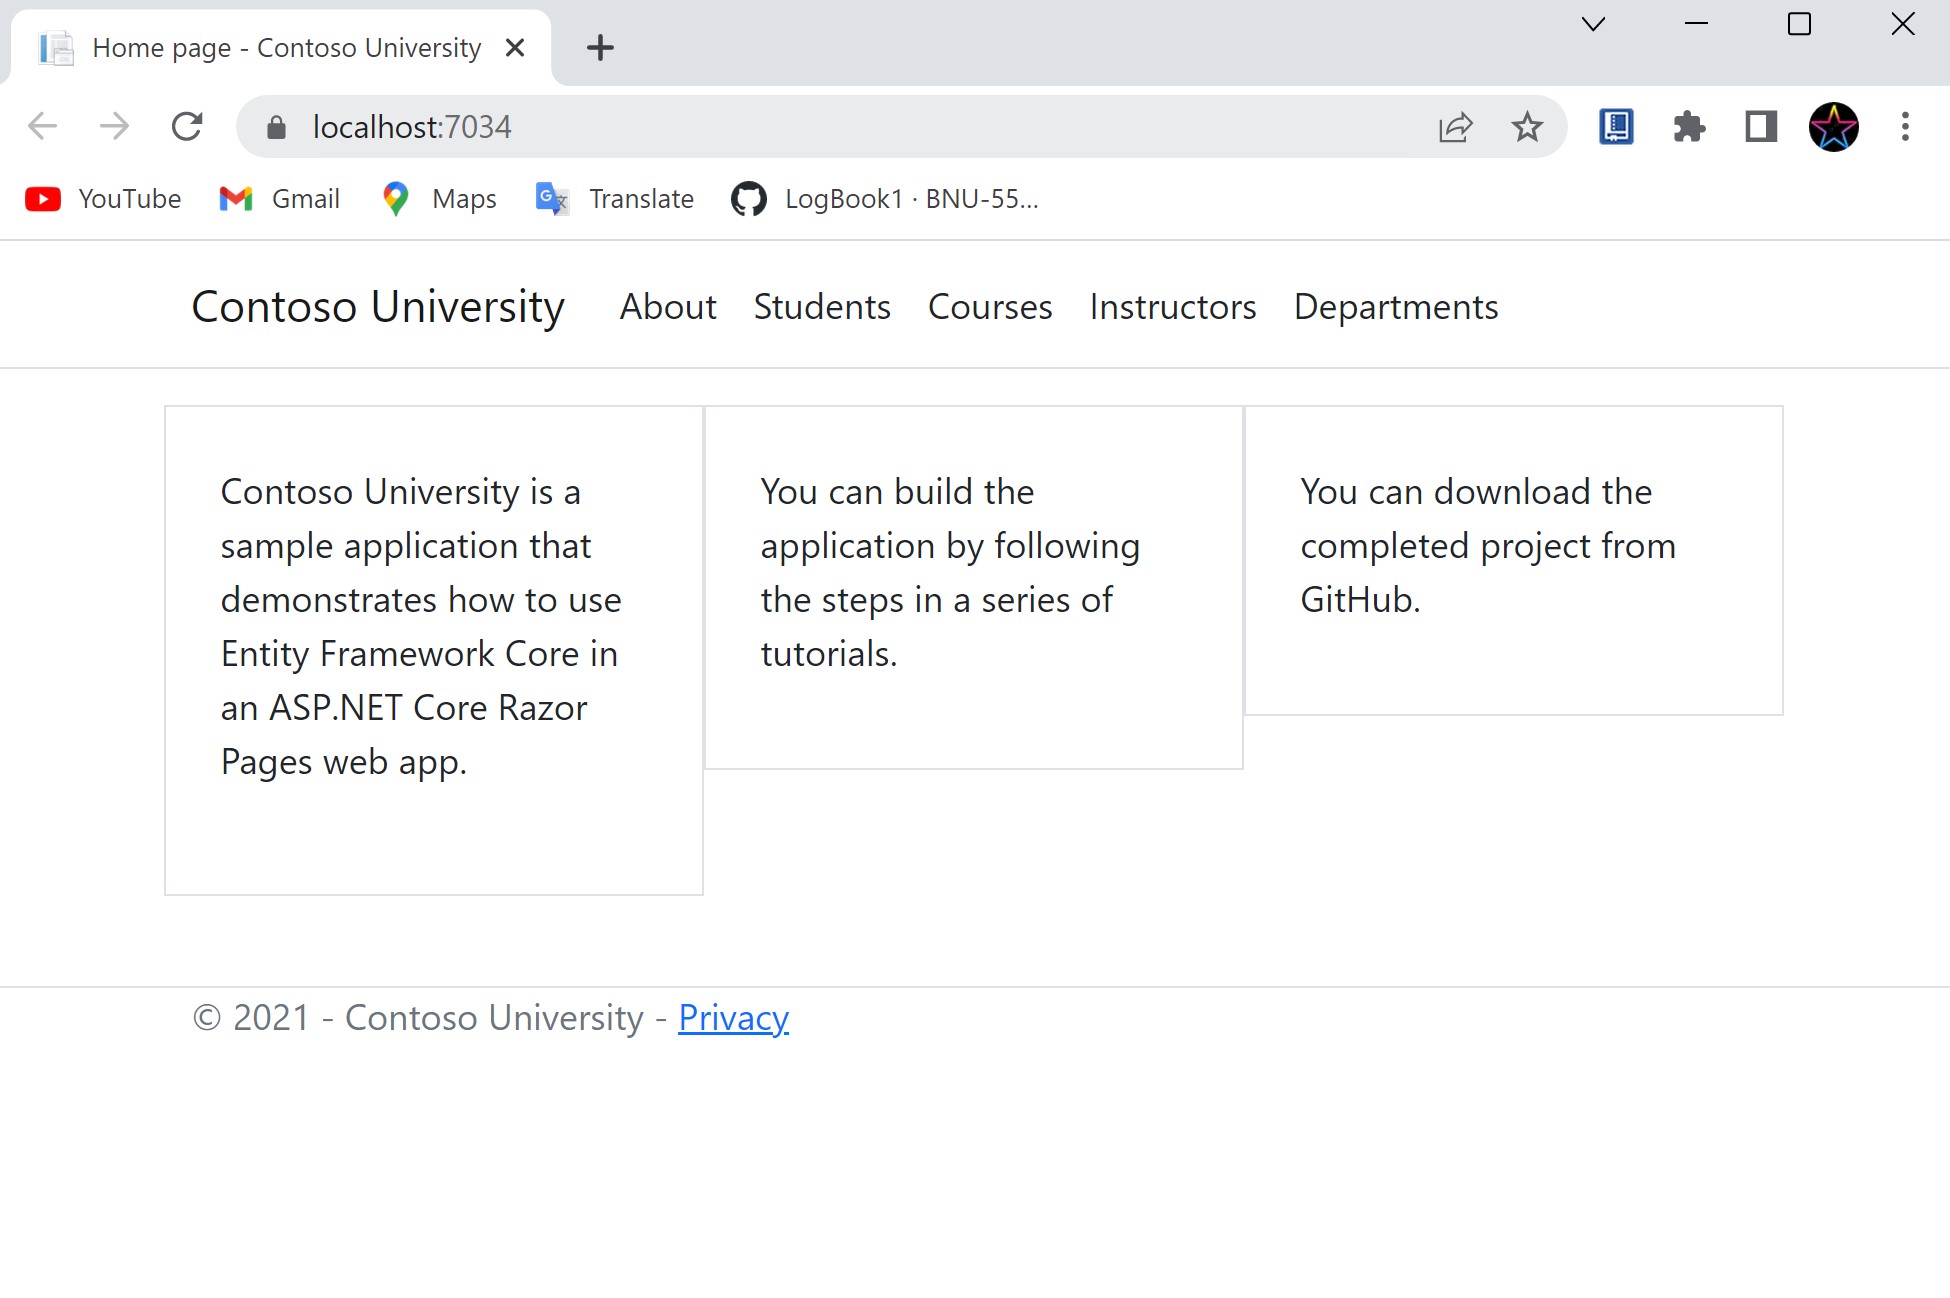 Home page - Contoso University
localhost:7034
YouTube Gmail Maps Translate LogBook1 · BNU-55...
Contoso University About Students Courses Instructors Departments
Contoso University is a
sample application that
demonstrates how to use
Entity Framework Core in
an ASP.NET Core Razor
Pages web app.
You can build the
application by following
the steps in a series of
tutorials.
You can download the
completed project from
GitHub.
© 2021 - Contoso University - Privacy